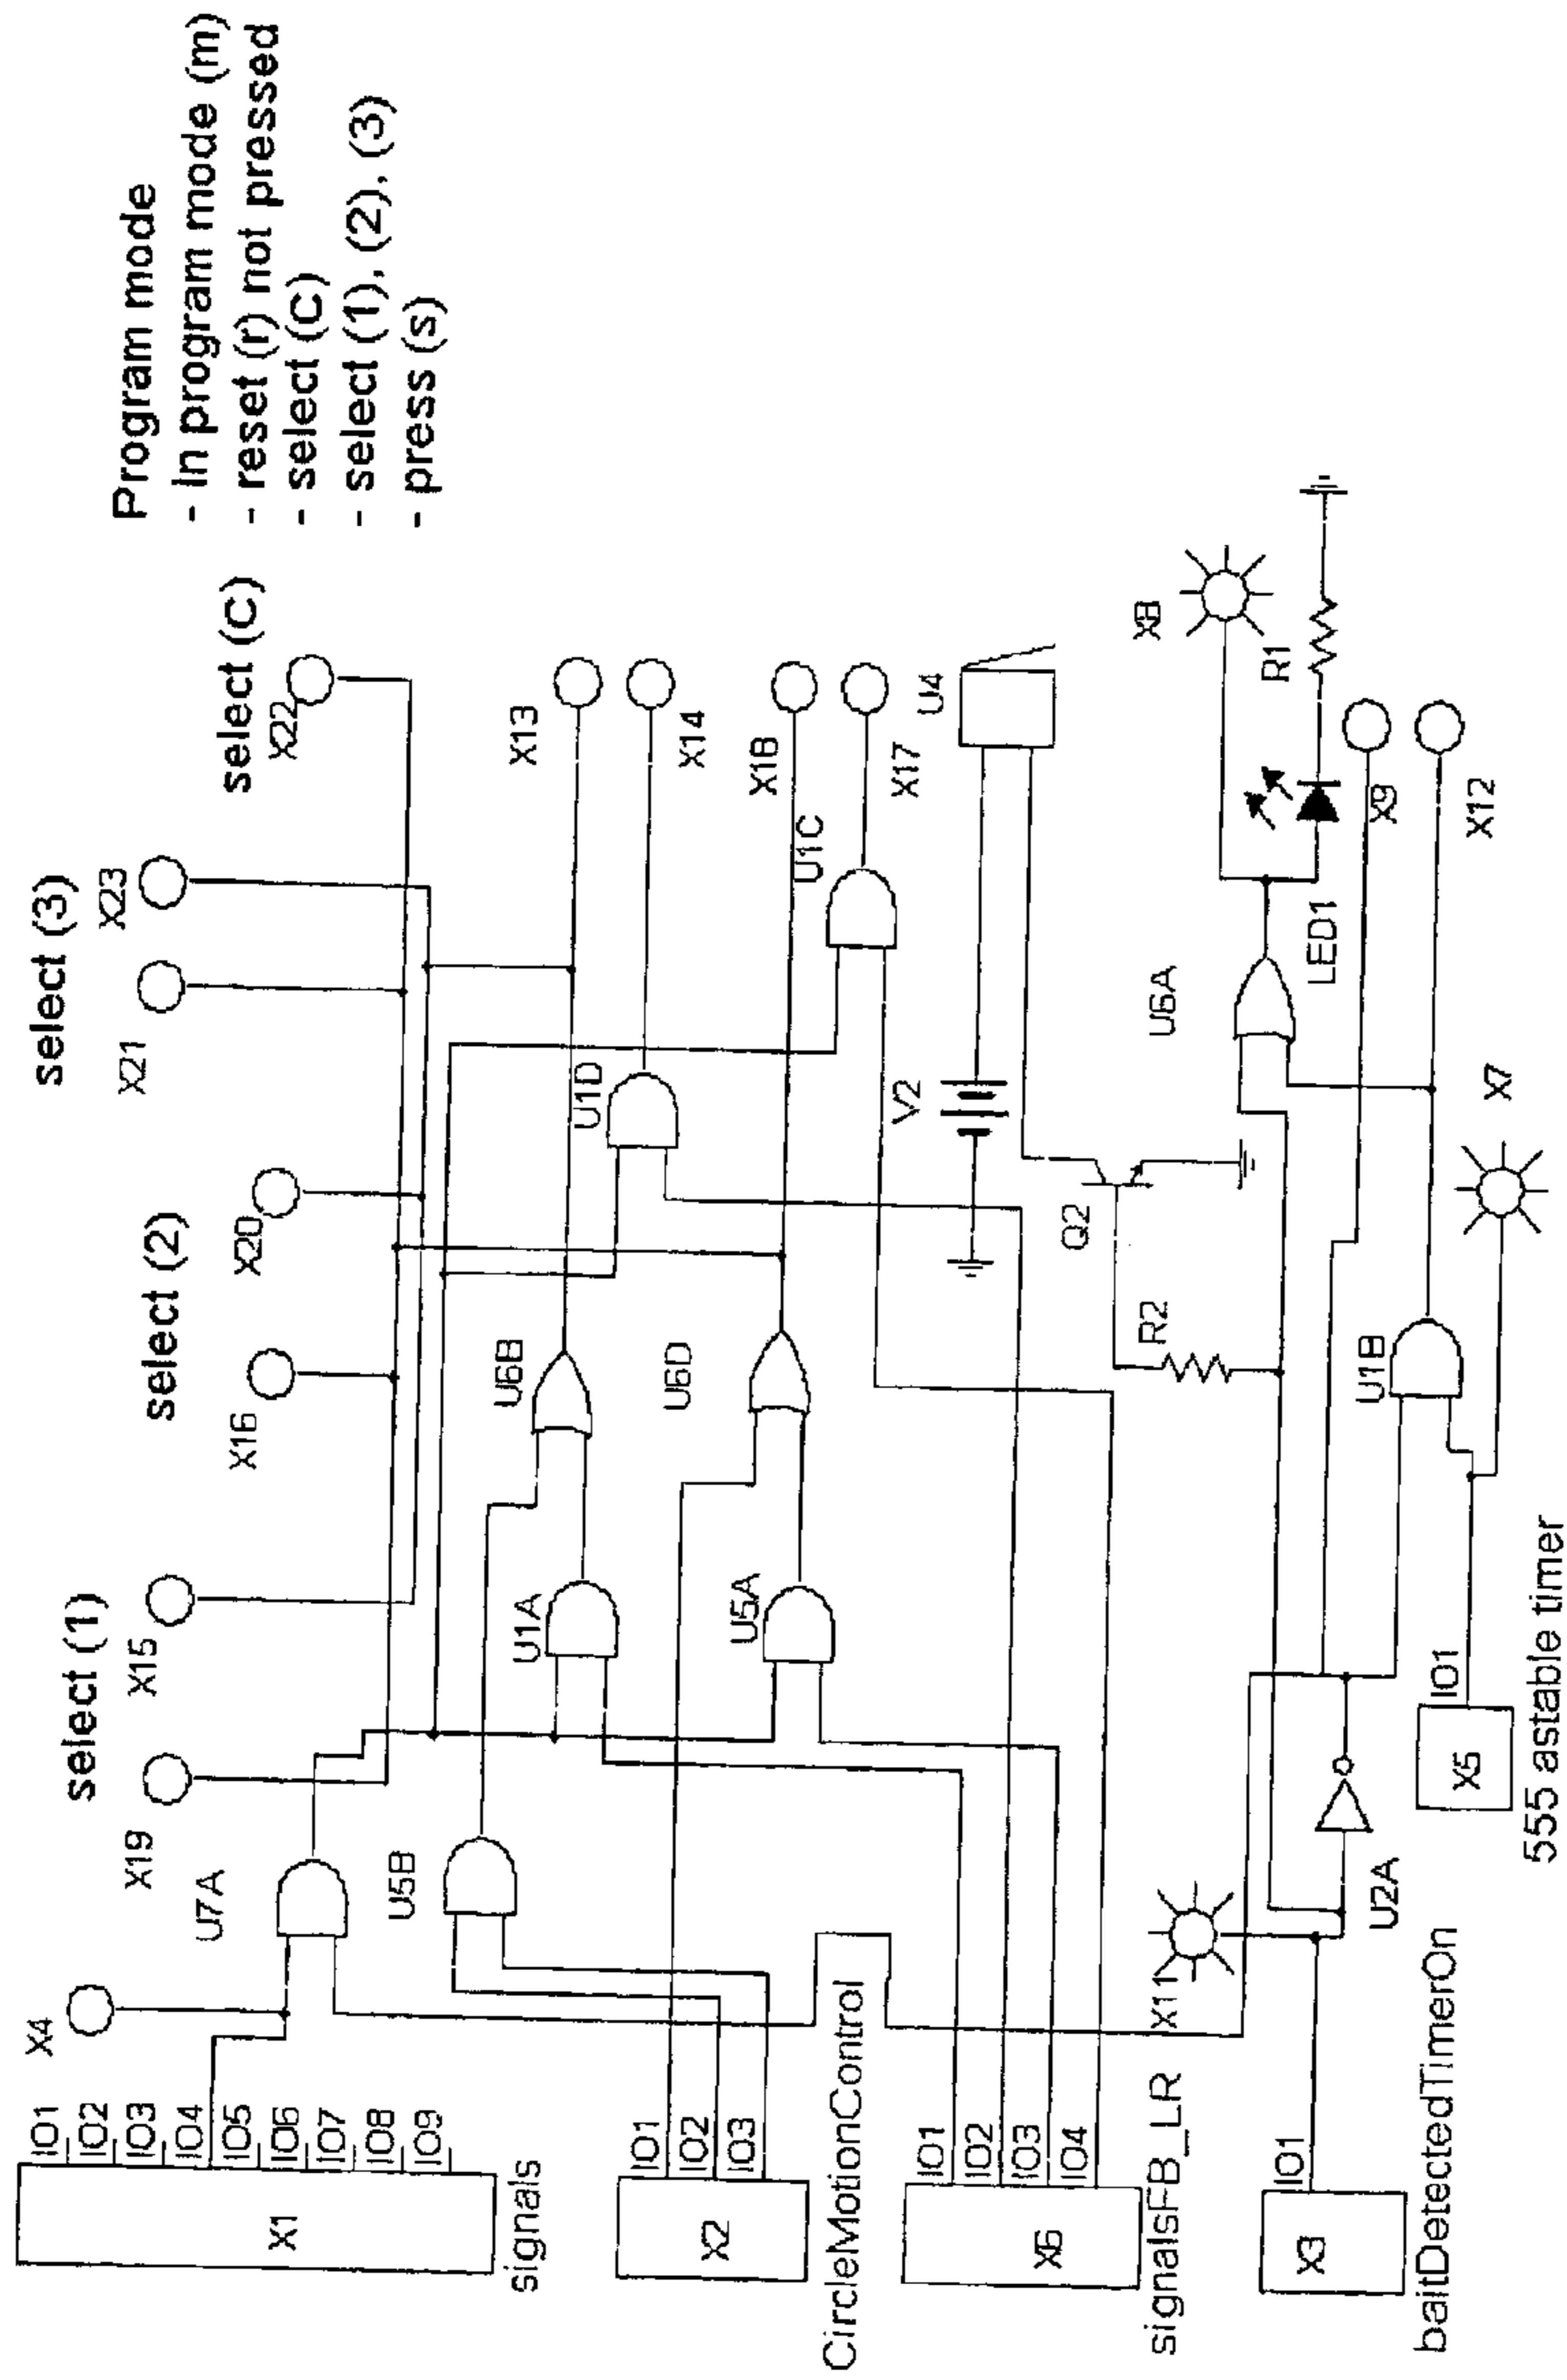 Program mode
- In program mode (m)
- reset (r) not pressed
- select (C)
- select (1), (2), (3)
- press (s)
select (1)
select (2)
select (3)
select (C)
X19
X15
X16
X20
X21
X23
X22
X4
U7A
IO1
IO2
IO3
IO4
IO5
IO6
IO7
IO8
IO9
X1
signals
U5B
U1A
U6B
U1D
X13
X14
IO1
IO2
IO3
X2
CircleMotionControl
U5A
U6D
U1C
X18
X17
IO1
IO2
IO3
IO4
X6
signalsFB_LR
V2
U4
Q2
R2
X11
IO1
X3
baitDetectedTimerOn
U2A
U1B
U6A
X8
R1
LED1
X9
X12
X7
IO1
X5
555 astable timer